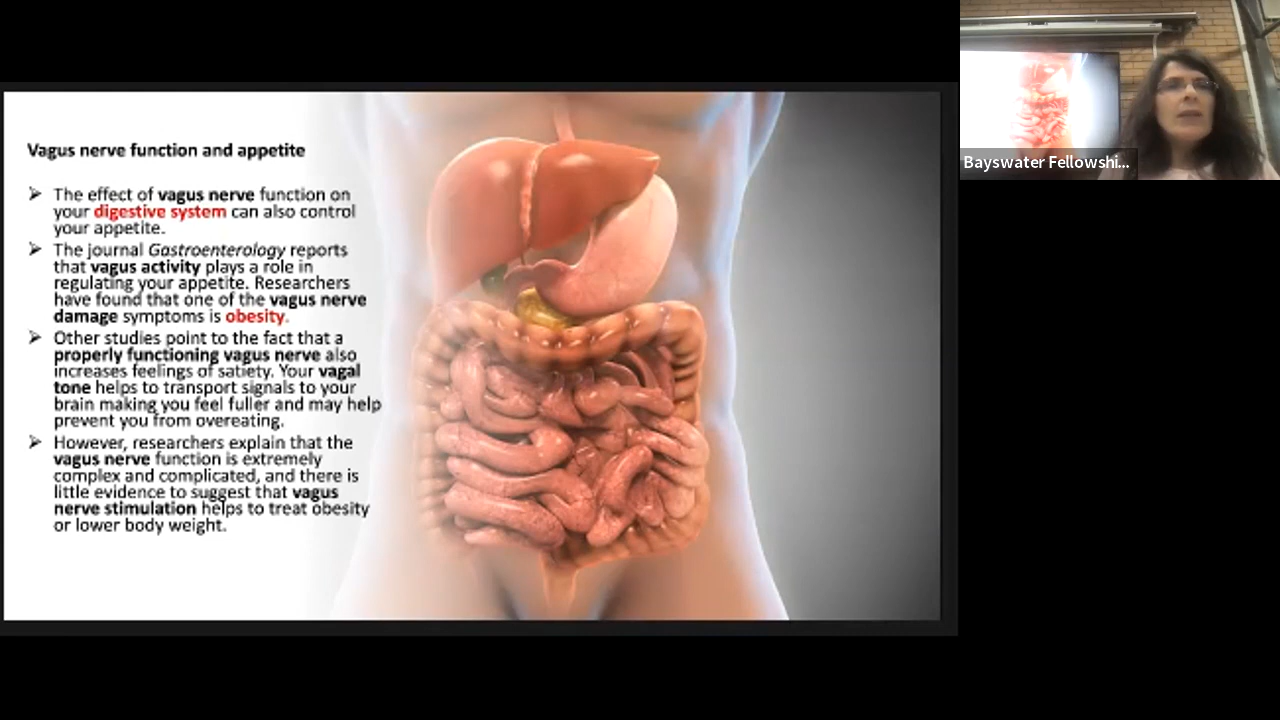 Vagus nerve function and appetite
➢ The effect of vagus nerve function on
your digestive system can also control
your appetite.
➢ The journal Gastroenterology reports
that vagus activity plays a role in
regulating your appetite. Researchers
have found that one of the vagus nerve
damage symptoms is obesity.
➢ Other studies point to the fact that a
properly functioning vagus nerve also
increases feelings of satiety. Your vagal
tone helps to transport signals to your
brain making you feel fuller and may help
prevent you from overeating.
➢ However, researchers explain that the
vagus nerve function is extremely
complex and complicated, and there is
little evidence to suggest that vagus
nerve stimulation helps to treat obesity
or lower body weight.
Bayswater Fellowshi...